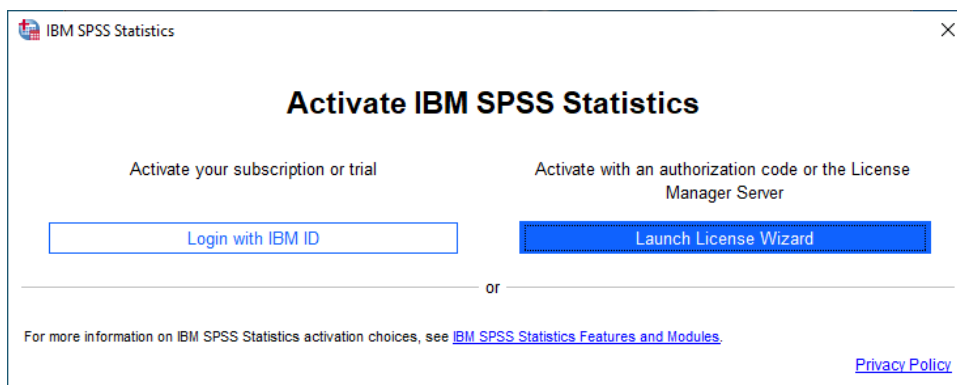 IBM SPSS Statistics
Activate IBM SPSS Statistics
Activate your subscription or trial
Login with IBM ID
Activate with an authorization code or the License
Manager Server
Launch License Wizard
or
For more information on IBM SPSS Statistics activation choices, see IBM SPSS Statistics Features and Modules.
Privacy Policy